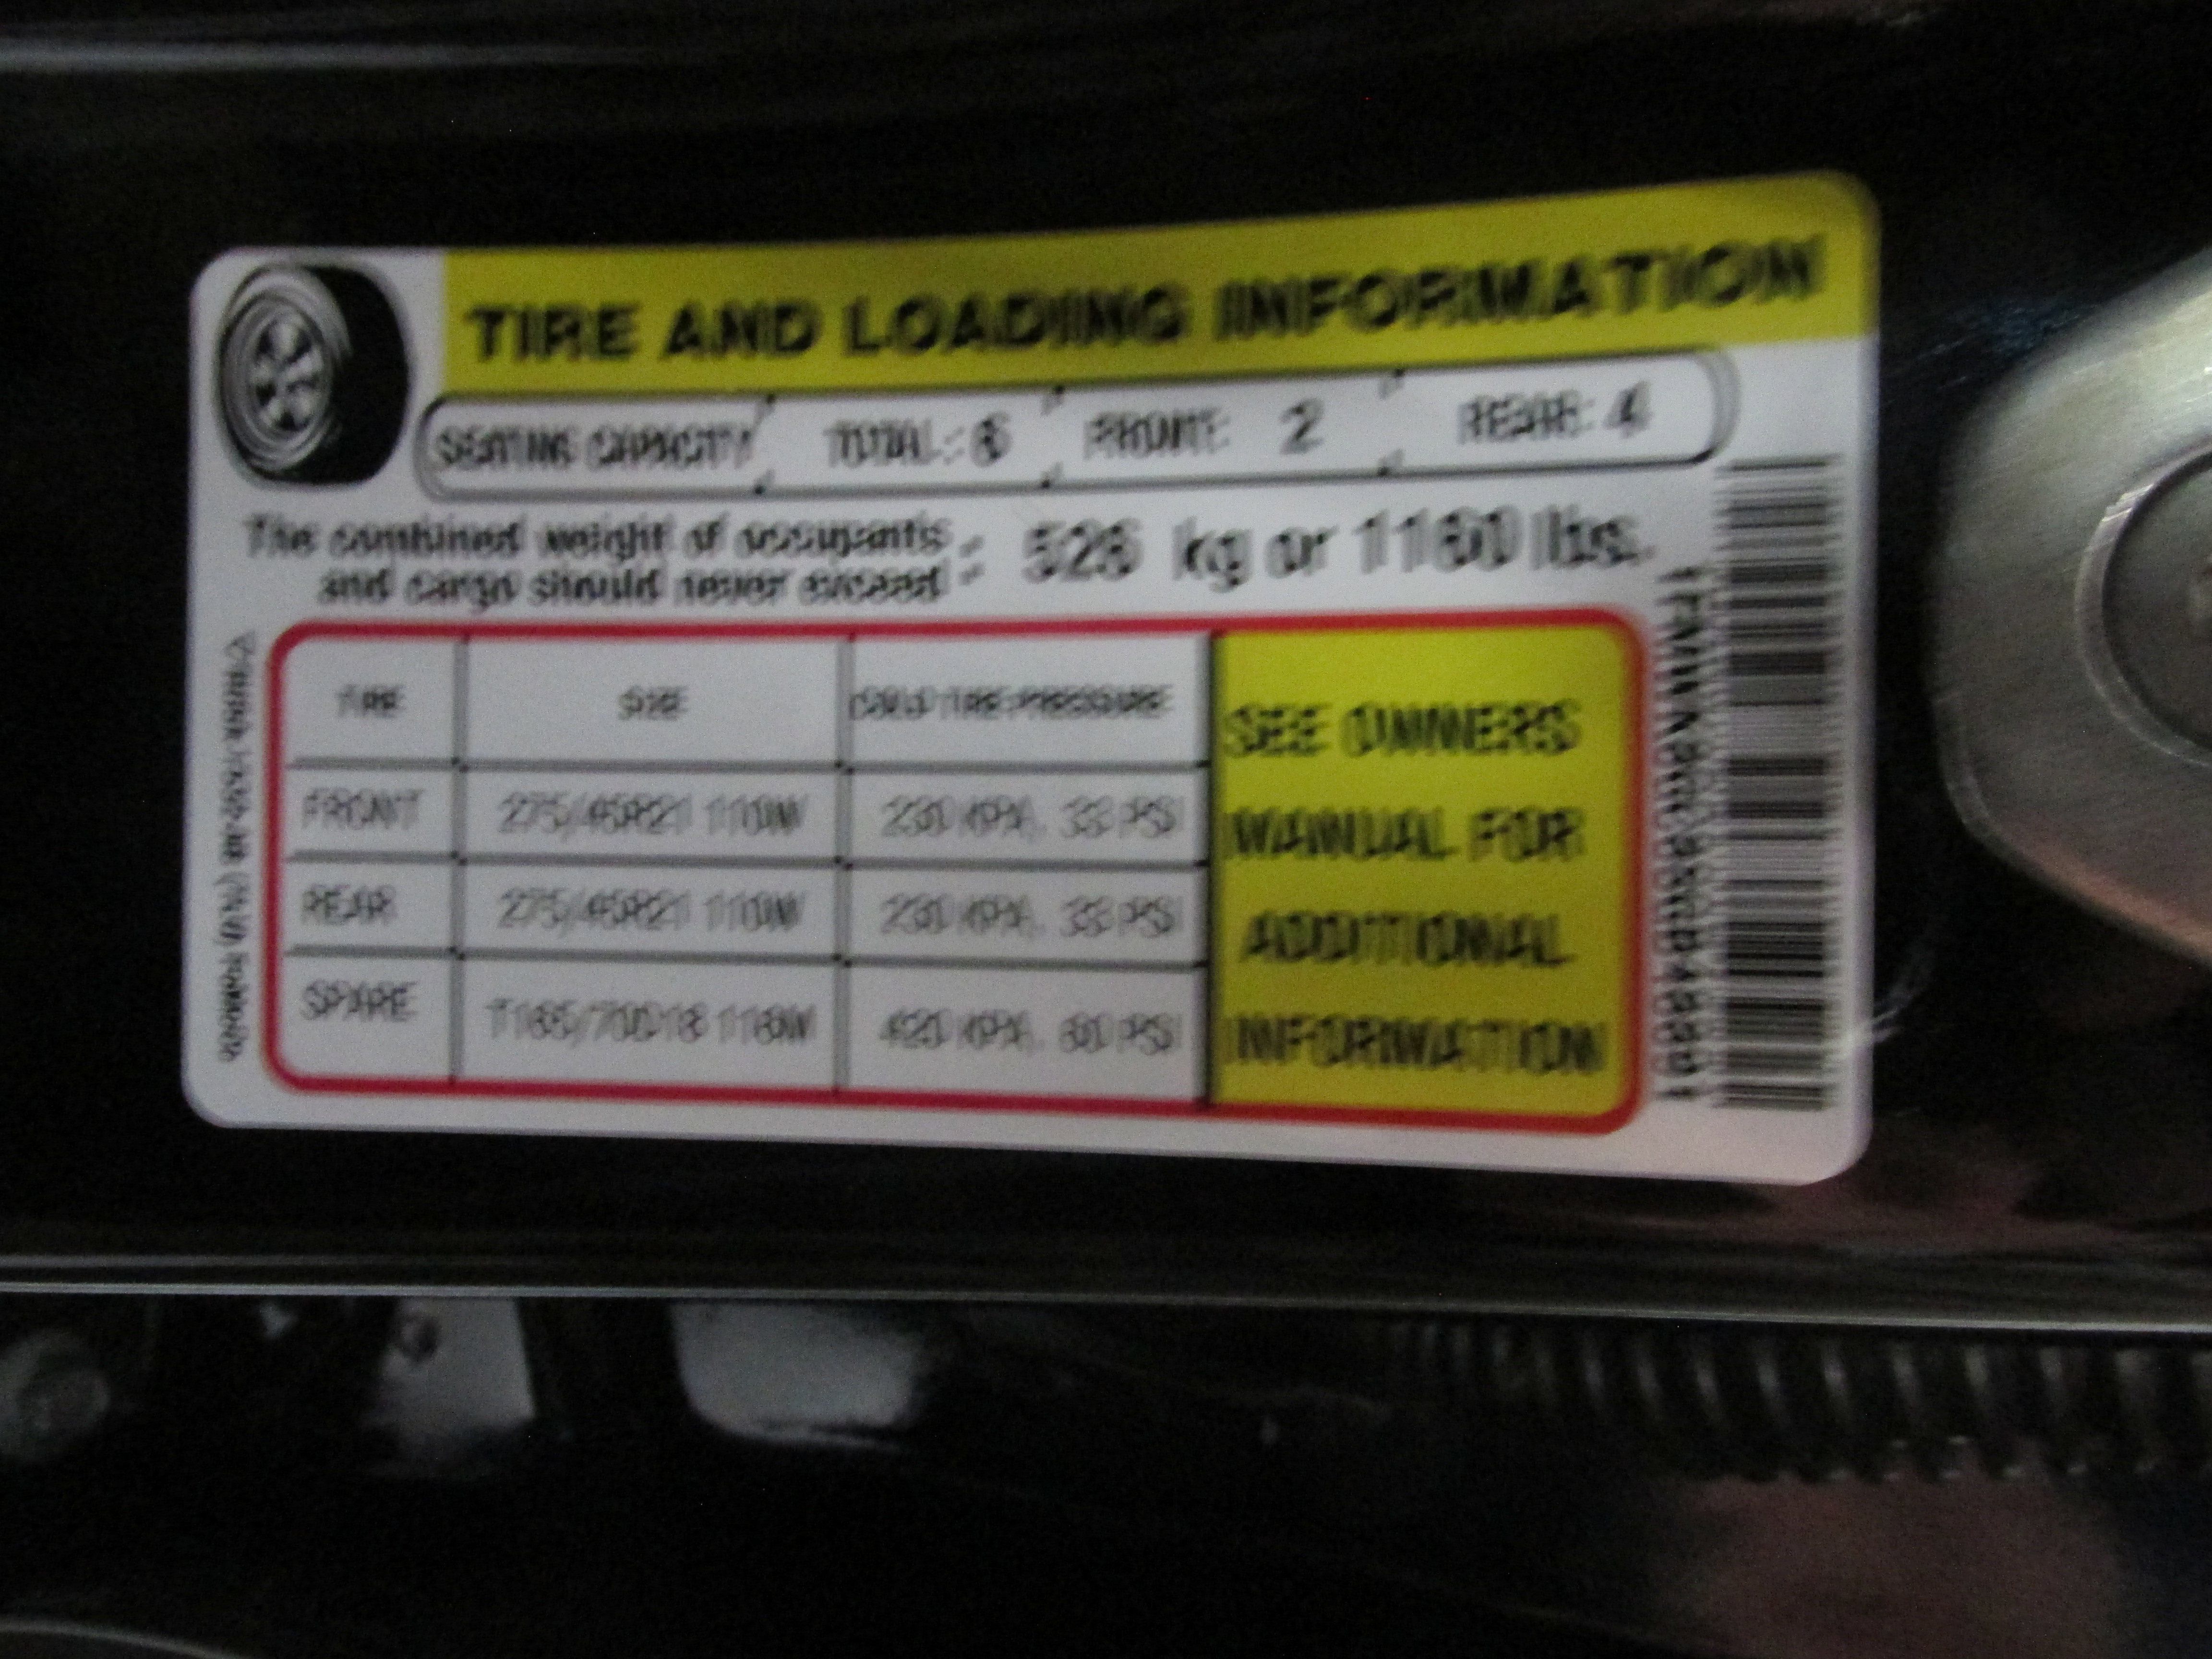 TIRE AND LOADING INFORMATION
SEATING CAPACITY TOTAL: 6 FRONT: 2 REAR: 4
The combined weight of occupants
and cargo should never exceed : 526 kg or 1160 lbs.
TIRE SIZE COLD TIRE PRESSURE
FRONT 275/45R21 110W 230 KPA, 33 PSI
REAR 275/45R21 110W 230 KPA, 33 PSI
SPARE T165/70D18 116M 420 KPA, 60 PSI
SEE OWNERS
MANUAL FOR
ADDITIONAL
INFORMATION